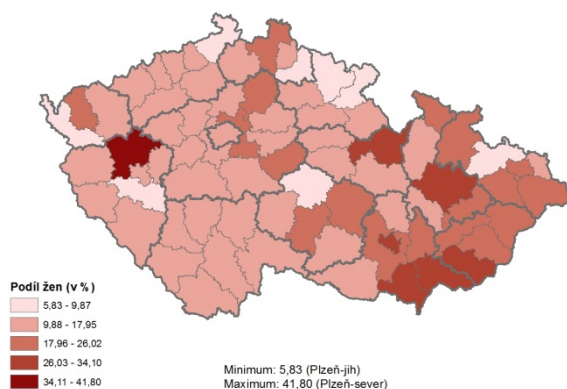 Podíl žen (v %)
5,83 - 9,87
9,88 - 17,95
17,96 - 26,02
26,03 - 34,10
34,11 - 41,80
Minimum: 5,83 (Plzeň-jih)
Maximum: 41,80 (Plzeň-sever)